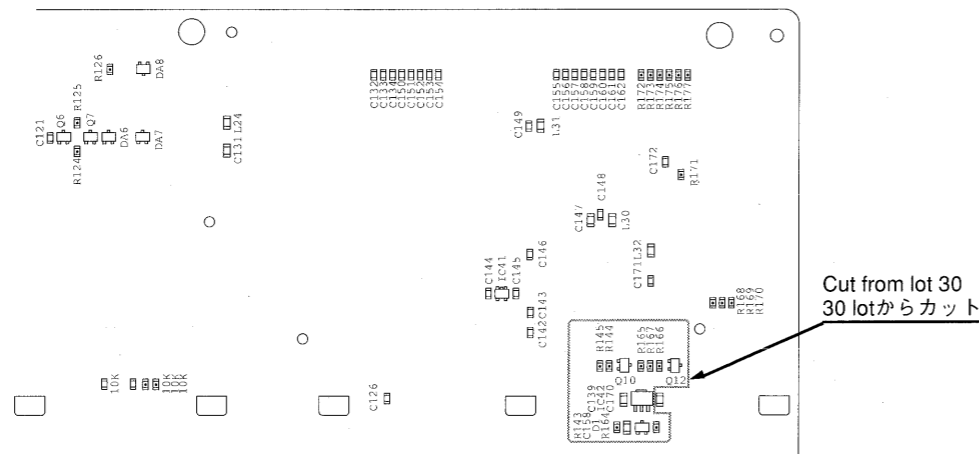 R126
DA8
R125
C121
Q6
Q7
DA6
DA7
R124
L24
C131
C132
C133
C134
C150
C151
C152
C153
C154
C155
C156
C157
C158
C159
C160
C161
C162
R172
R173
R174
R175
R176
R177
C149
L31
C172
R171
C148
C147
L30
C146
C171
L32
C144
IC41
C145
C143
C142
R168
R169
R170
Cut from lot 30
30 lotからカット
R145
R144
R165
R167
R166
Q10
Q12
10K
10K
10K
10K
C126
C139
IC42
C170
R143
C158
D1
R164